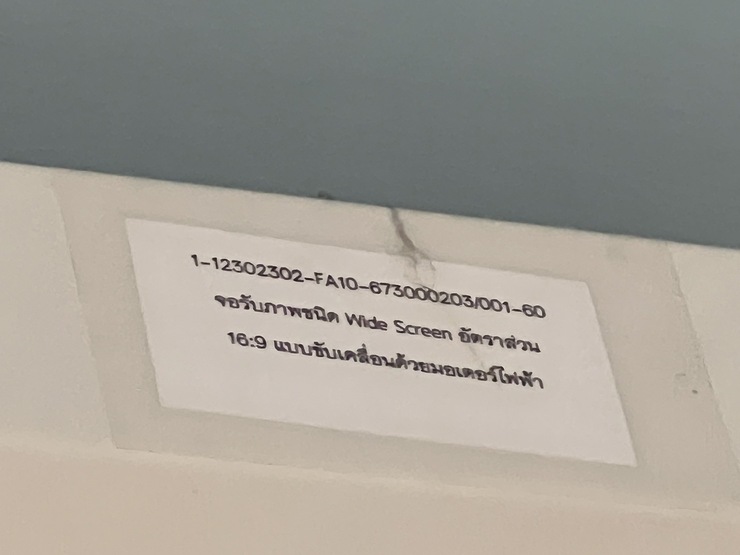 1-12302302-FA10-673000203/001-60
จอรับภาพชนิด Wide Screen อัตราส่วน
16:9 แบบขับเคลื่อนด้วยมอเตอร์ไฟฟ้า